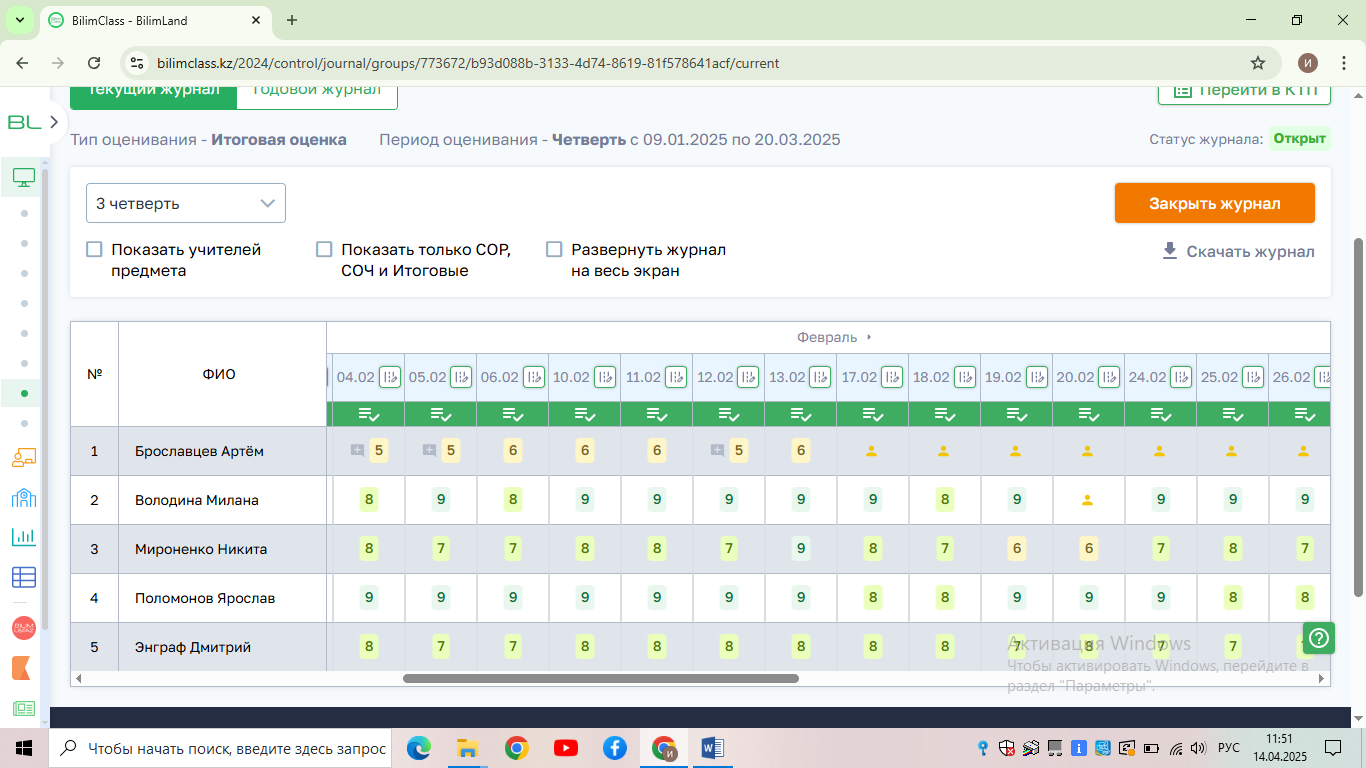 BilimClass - BilimLand
bilimclass.kz/2024/control/journal/groups/773672/b93d088b-3133-4d74-8619-81f578641acf/current
И
Текущий журнал Годовой журнал Перейти в КТП
BL
Тип оценивания - Итоговая оценка Период оценивания - Четверть с 09.01.2025 по 20.03.2025 Статус журнала: Открыт
3 четверть Закрыть журнал
Показать учителей предмета
Показать только СОР, СОЧ и Итоговые
Развернуть журнал на весь экран
Скачать журнал
№ ФИО Февраль
04.02 05.02 06.02 10.02 11.02 12.02 13.02 17.02 18.02 19.02 20.02 24.02 25.02 26.02
1 Брославцев Артём 5 5 6 6 6 5 6
2 Володина Милана 8 9 8 9 9 9 9 9 8 9 9 9 9
3 Мироненко Никита 8 7 7 8 8 7 9 8 7 6 6 7 8 7
4 Поломонов Ярослав 9 9 9 9 9 9 9 8 8 9 9 9 8 8
5 Энграф Дмитрий 8 7 7 8 8 8 8 8 8 7 8 7 7
Активация Windows
Чтобы активировать Windows, перейдите в
раздел "Параметры".
Чтобы начать поиск, введите здесь запрос
РУС
11:51
14.04.2025